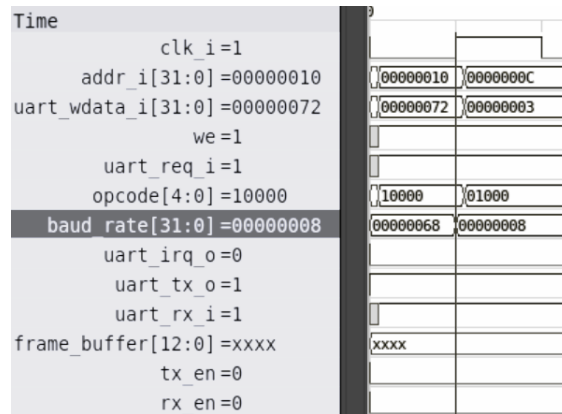 Time
clk_i=1
addr_i[31:0]=00000010 00000010 0000000C
uart_wdata_i[31:0]=00000072 00000072 00000003
we=1
uart_req_i=1
opcode[4:0]=10000 10000 01000
baud_rate[31:0]=00000008 00000068 00000008
uart_irq_o=0
uart_tx_o=1
uart_rx_i=1
frame_buffer[12:0]=xxxx xxxx
tx_en=0
rx_en=0